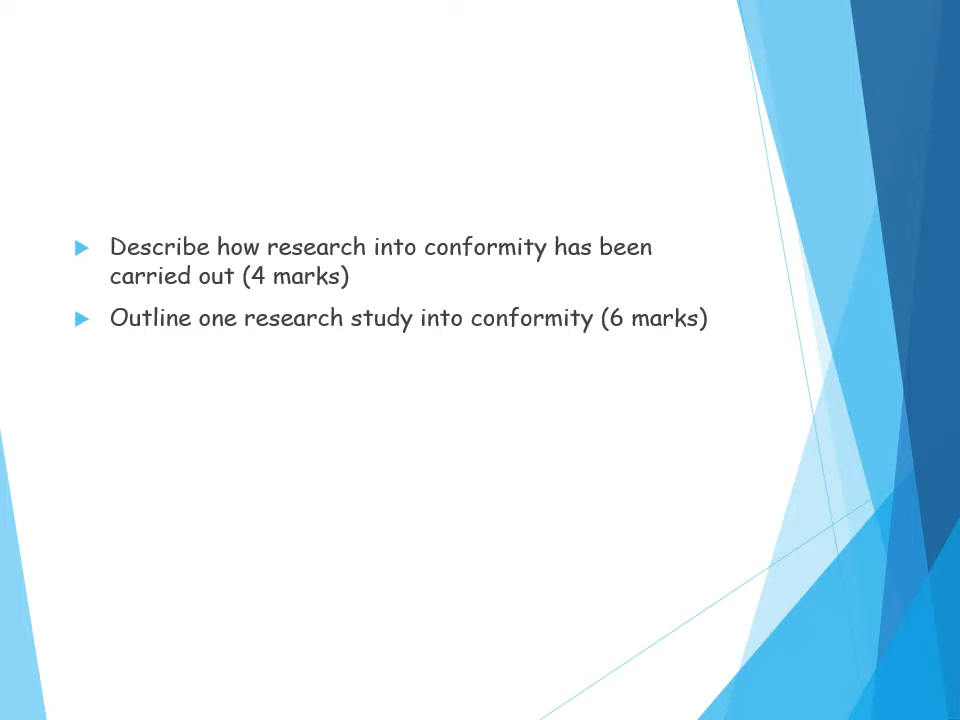 Describe how research into conformity has been
carried out (4 marks)
Outline one research study into conformity (6 marks)